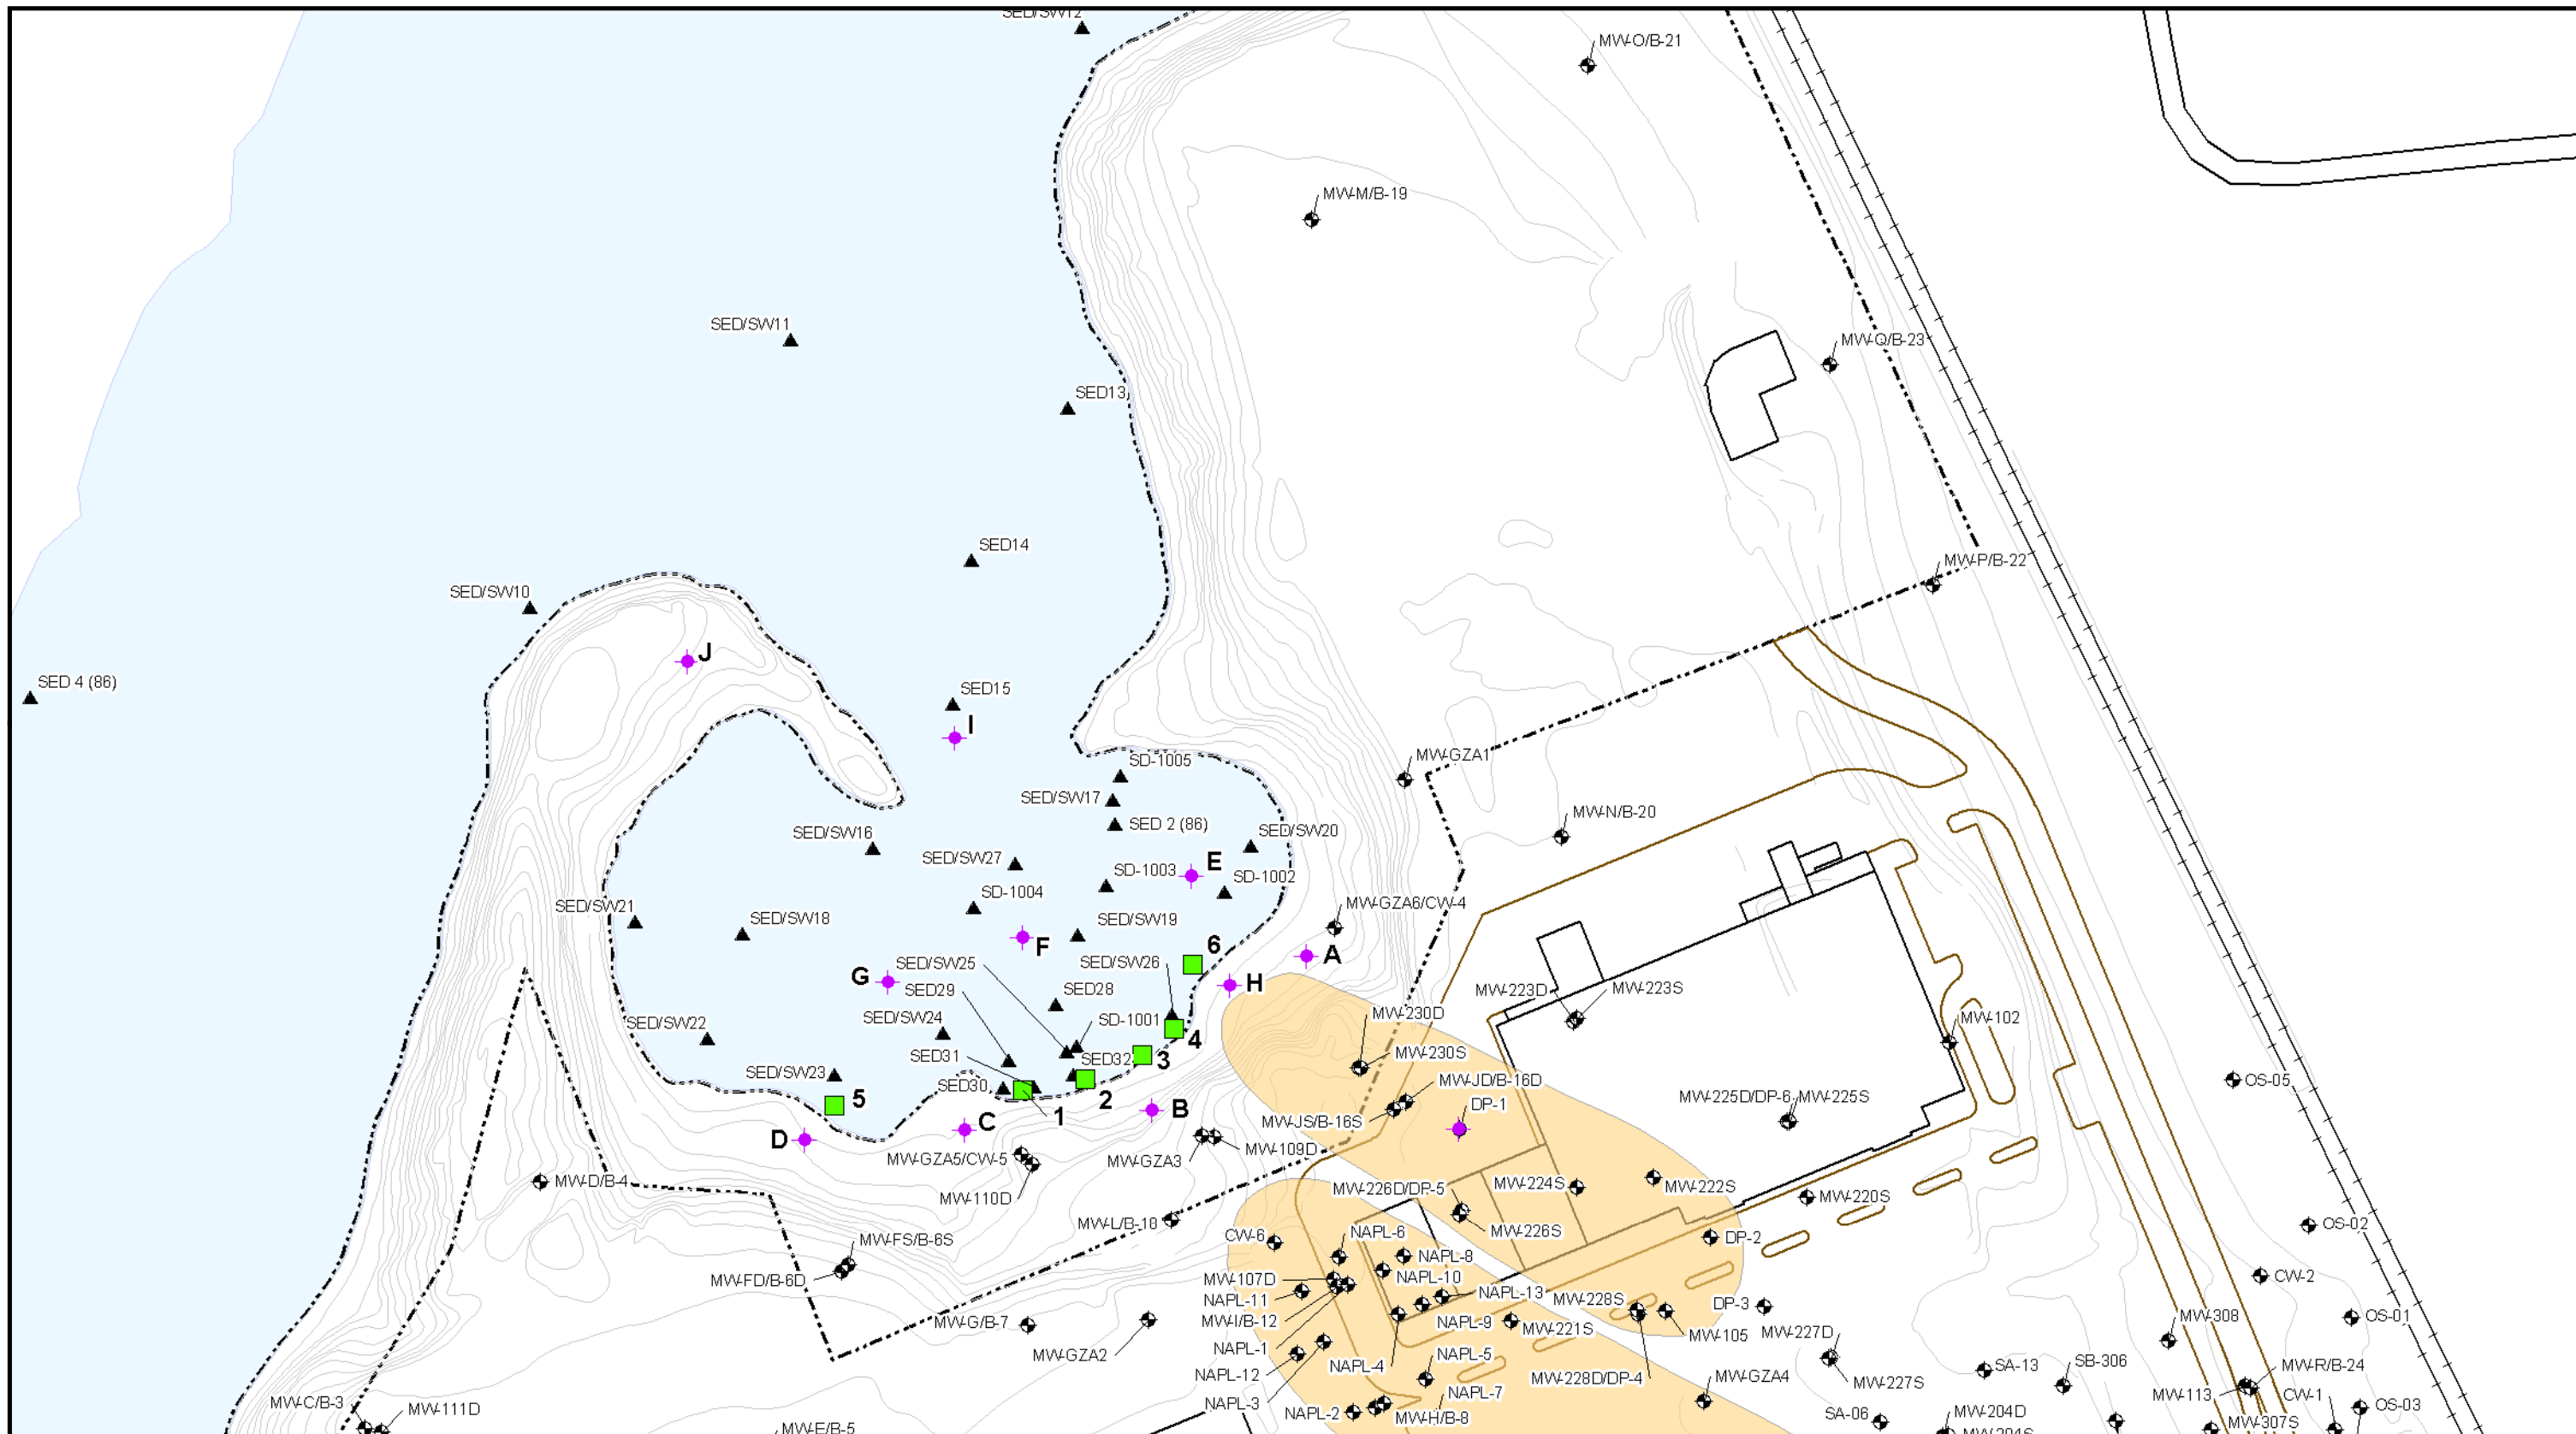 SED/SW12
MW-O/B-21
MW-M/B-19
SED/SW11
MW-Q/B-23
SED13
SED14
MW-P/B-22
SED/SW10
J
SED 4 (86)
SED15
I
SD-1005
MW-GZA1
SED/SW17
MW-N/B-20
SED 2 (86)
SED/SW16
SED/SW20
SED/SW27
E
SD-1003
SD-1002
SD-1004
MW-GZA6/CW-4
SED/SW21
SED/SW18
SED/SW19
F
6
A
SED/SW25
SED/SW26
G
H
SED29
SED28
MW-223D
MW-223S
SED/SW24
SD-1001
MW-230D
MW-102
SED/SW22
4
SED31
SED32
3
MW-230S
SED/SW23
SED30
MW-JD/B-16D
OS-05
5
2
1
B
MW-JS/B-16S
DP-1
MW-225D/DP-6
MW-225S
D
C
MW-GZA5/CW-5
MW-GZA3
MW-109D
MW-D/B-4
MW-110D
MW-226D/DP-5
MW-224S
MW-222S
MW-220S
MW-L/B-18
MW-226S
OS-02
MW-FS/B-6S
CW-6
NAPL-6
NAPL-8
DP-2
MW-FD/B-6D
MW-107D
NAPL-10
CW-2
NAPL-11
NAPL-13
MW-228S
DP-3
MW-I/B-12
NAPL-9
MW-221S
MW-105
MW-308
OS-01
MW-G/B-7
MW-227D
NAPL-1
MW-GZA2
NAPL-4
NAPL-5
NAPL-12
MW-228D/DP-4
MW-GZA4
MW-227S
SA-13
SB-306
MW-R/B-24
NAPL-7
MW-113
CW-1
MW-C/B-3
MW-111D
NAPL-3
NAPL-2
MW-H/B-8
SA-06
MW-204D
OS-03
MW-307S
MW-E/B-5
MW-204S